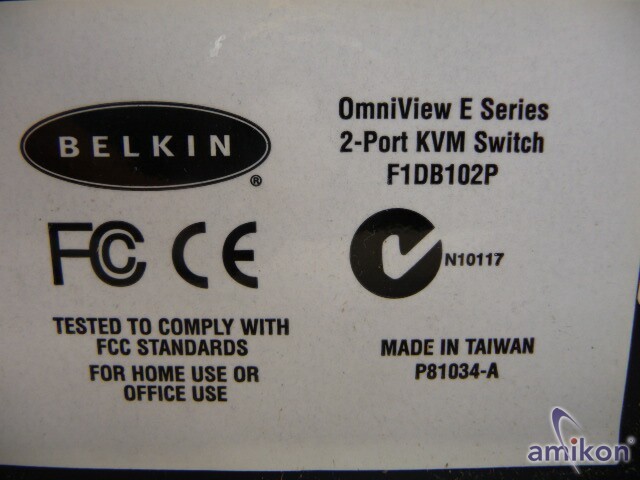 BELKIN®
OmniView E Series
2-Port KVM Switch
F1DB102P
FCC CE
N10117
TESTED TO COMPLY WITH
FCC STANDARDS
FOR HOME USE OR
OFFICE USE
MADE IN TAIWAN
P81034-A
amikon